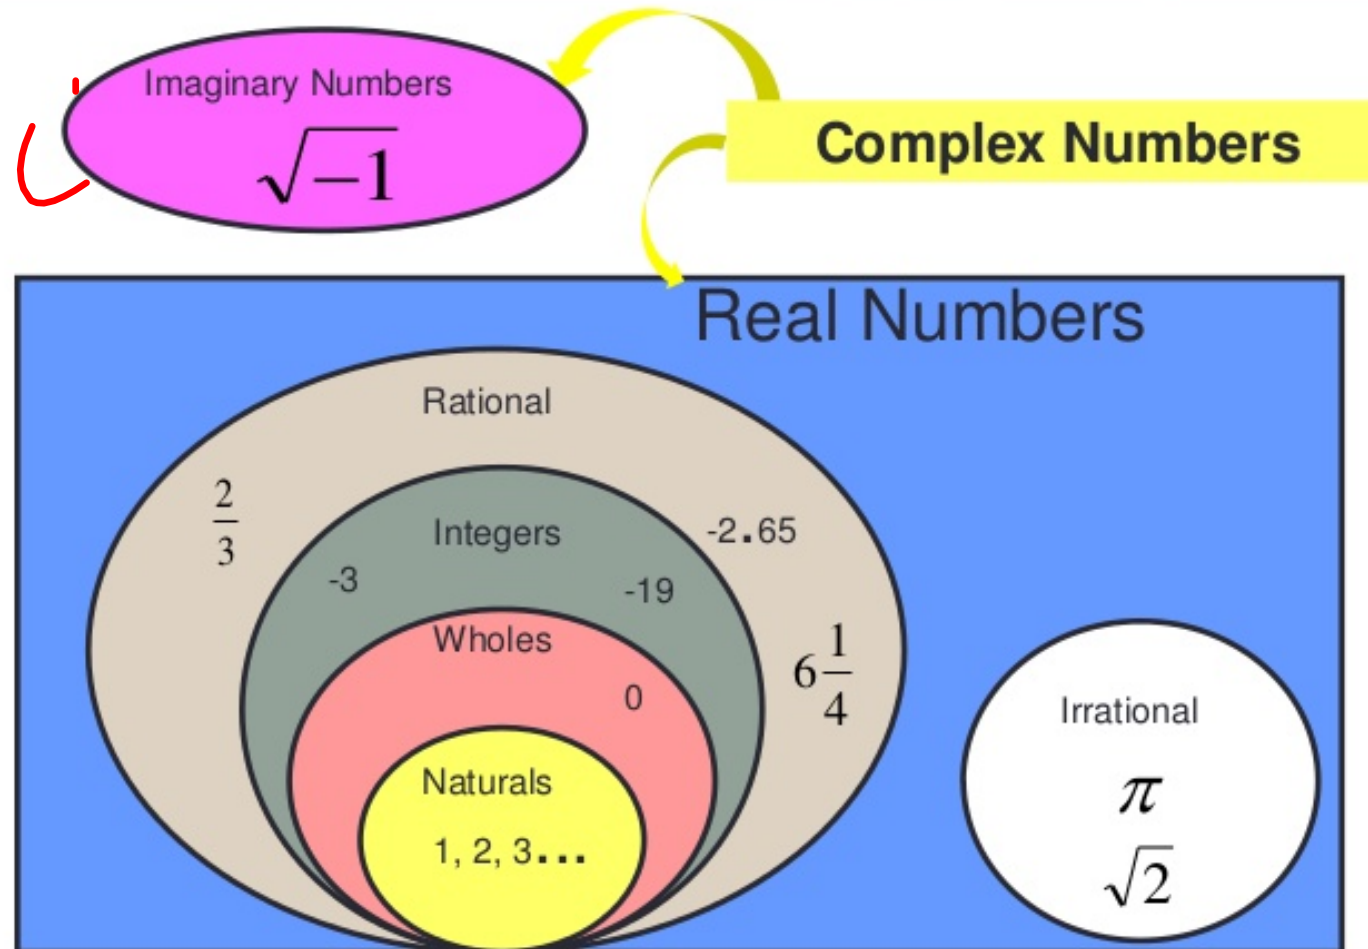 Imaginary Numbers
√−1
Complex Numbers
Real Numbers
Rational
2/3
Integers
-2.65
-3
-19
Wholes
6 1/4
0
Irrational
Naturals
π
1, 2, 3...
√2